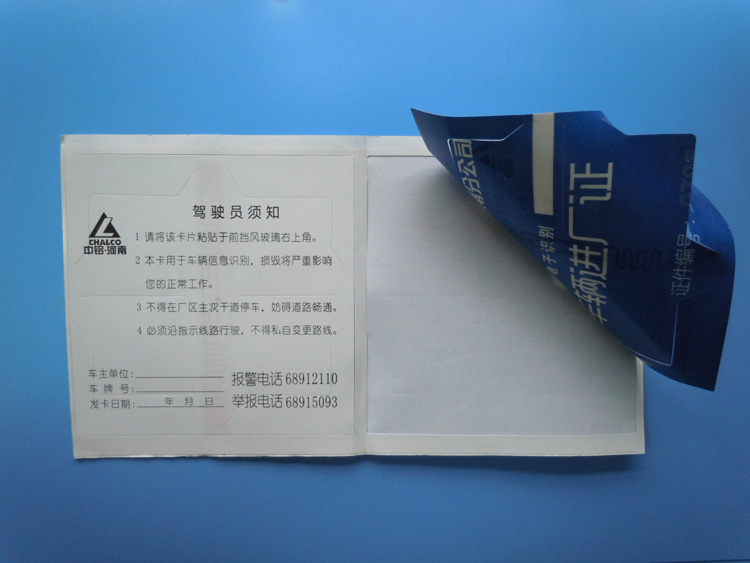 驾驶员须知
CHALCO
中铝·河南
1 请将该卡片粘贴于前挡风玻璃右上角。
2 本卡用于车辆信息识别，损毁将严重影响
您的正常工作。
3 不得在厂区主次干道停车，妨碍道路畅通。
4 必须沿指示线路行驶，不得私自变更路线。
车主单位:
车 牌 号:
发卡日期: 年 月 日
报警电话 68912110
举报电话 68915093
份公司
子识别
辆进厂证
证件编号: